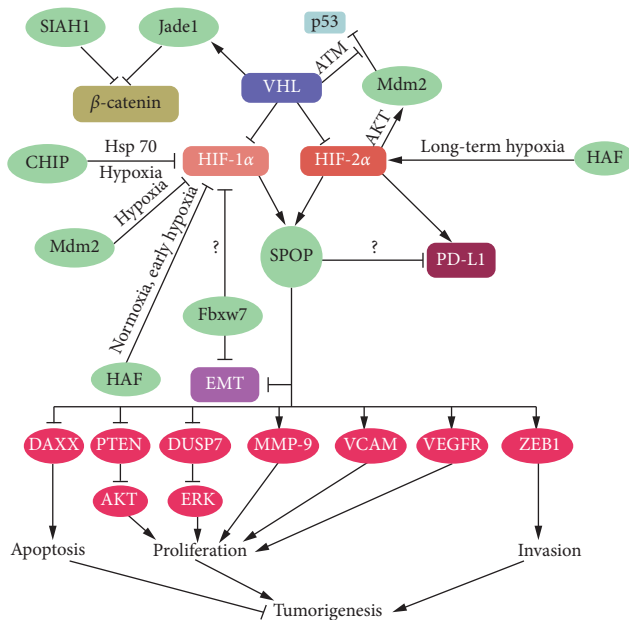 SIAH1
Jade1
p53
ATM
VHL
Mdm2
β-catenin
AKT
Hsp 70
CHIP
Hypoxia
HIF-1α
HIF-2α
Long-term hypoxia
HAF
Hypoxia
Mdm2
Normoxia, early hypoxia
?
SPOP
?
PD-L1
Fbxw7
HAF
EMT
DAXX
PTEN
DUSP7
MMP-9
VCAM
VEGFR
ZEB1
AKT
ERK
Apoptosis
Proliferation
Invasion
Tumorigenesis